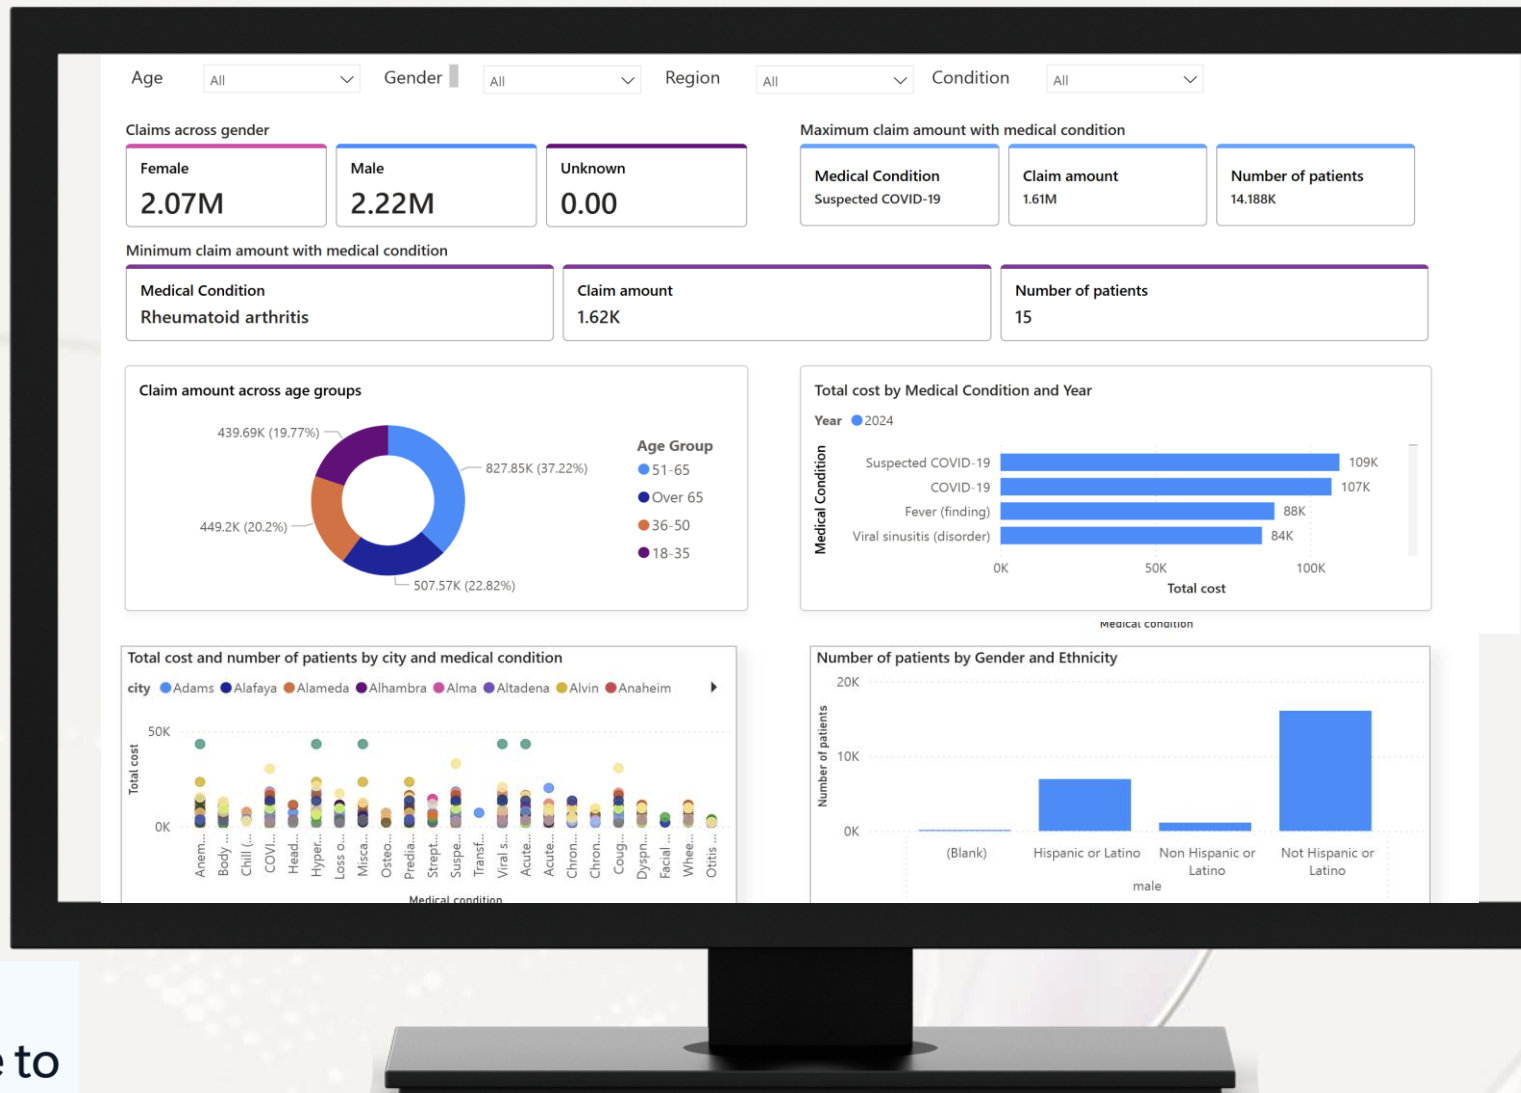 Age All Gender All Region All Condition All
Claims across gender
Female
2.07M
Male
2.22M
Unknown
0.00
Maximum claim amount with medical condition
Medical Condition
Suspected COVID-19
Claim amount
1.61M
Number of patients
14.188K
Minimum claim amount with medical condition
Medical Condition
Rheumatoid arthritis
Claim amount
1.62K
Number of patients
15
Claim amount across age groups
439.69K (19.77%)
827.85K (37.22%)
449.2K (20.2%)
507.57K (22.82%)
Age Group
51-65
Over 65
36-50
18-35
Total cost by Medical Condition and Year
Year 2024
Medical Condition
Suspected COVID-19 109K
COVID-19 107K
Fever (finding) 88K
Viral sinusitis (disorder) 84K
0K 50K 100K
Total cost
Medical condition
Total cost and number of patients by city and medical condition
city Adams Alafaya Alameda Alhambra Alma Altadena Alvin Anaheim
Total cost
50K
0K
Anem...
Body ...
Chill (...
COVI...
Head...
Hyper...
Loss o...
Misca...
Osteo...
Predia...
Strept...
Suspe...
Transf...
Viral s...
Acute...
Acute...
Chron...
Chron...
Coug...
Dyspn...
Facial ...
Whee...
Otitis ...
Medical condition
Number of patients by Gender and Ethnicity
Number of patients
20K
10K
0K
(Blank)
Hispanic or Latino
Non Hispanic or
Latino
Not Hispanic or
Latino
male
to